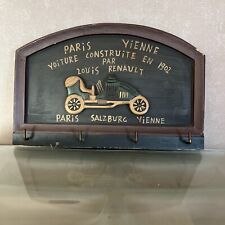 PARIS VIENNE
VOITURE CONSTRUITE EN 1902
PAR
LOUIS RENAULT
PARIS SALZBURG VIENNE